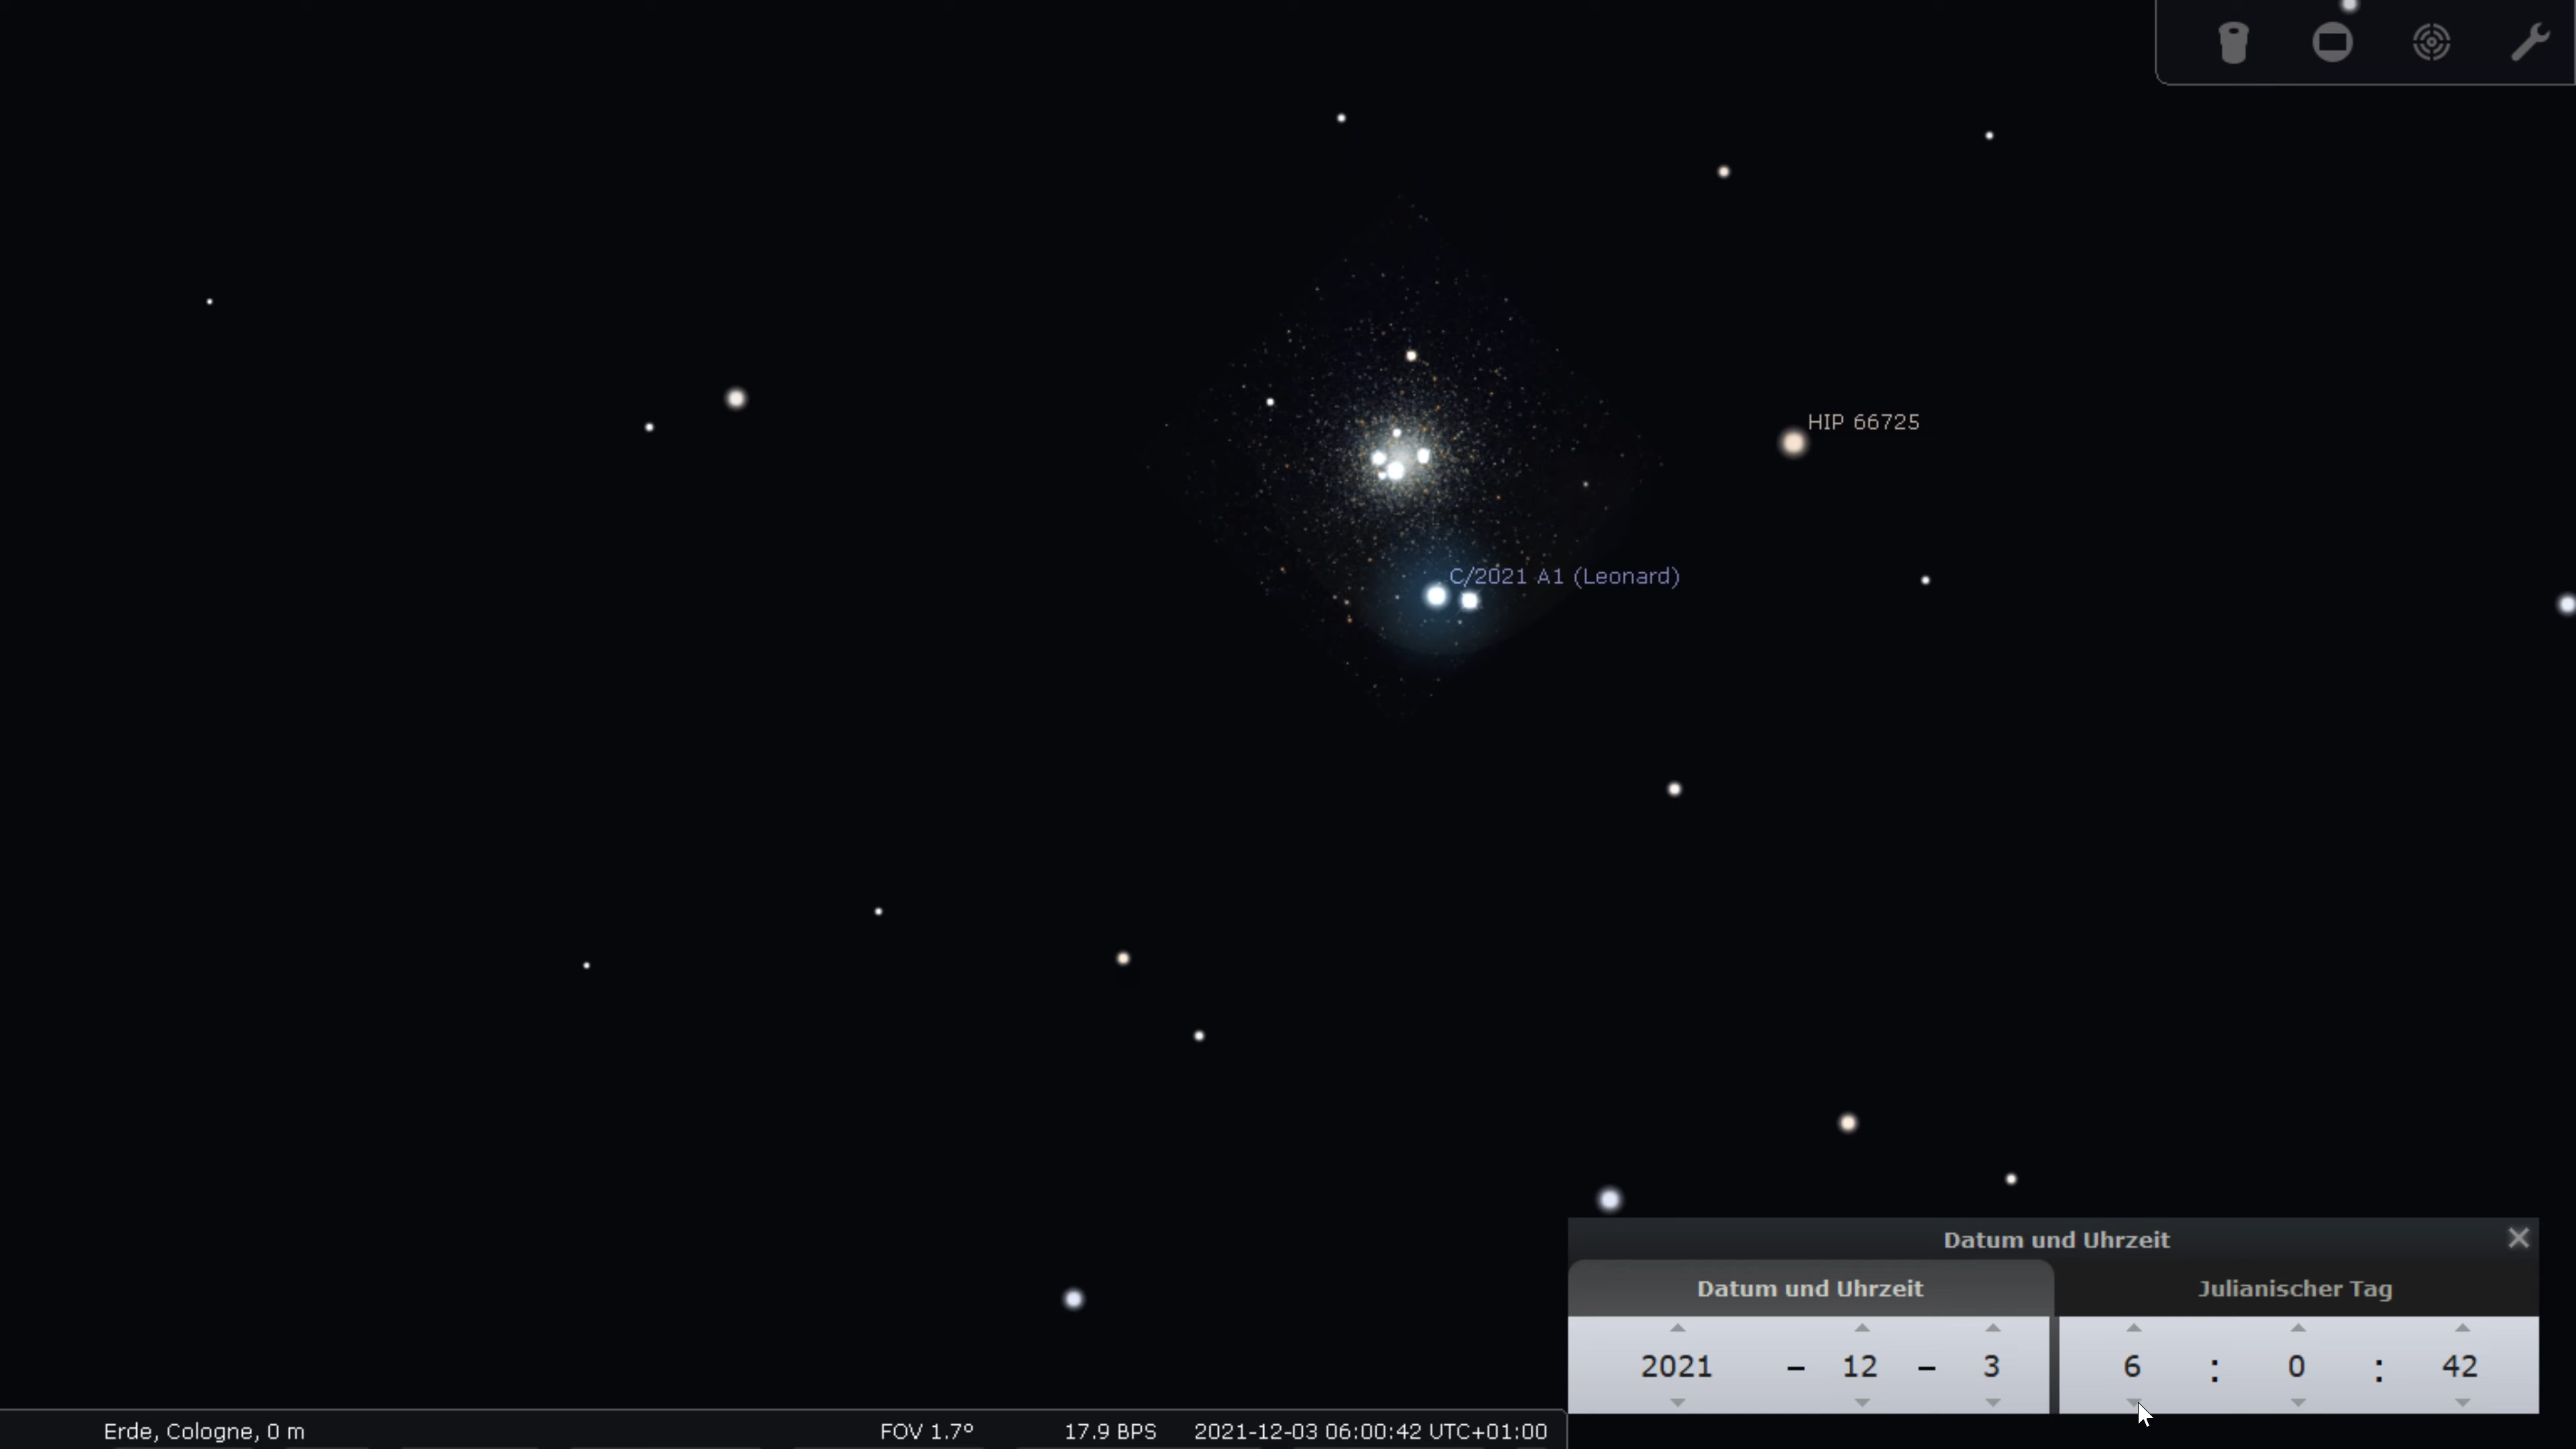 HIP 66725
C/2021 A1 (Leonard)
Datum und Uhrzeit
Datum und Uhrzeit Julianischer Tag
2021 – 12 – 3 6 : 0 : 42
Erde, Cologne, 0 m FOV 1.7° 17.9 BPS 2021-12-03 06:00:42 UTC+01:00